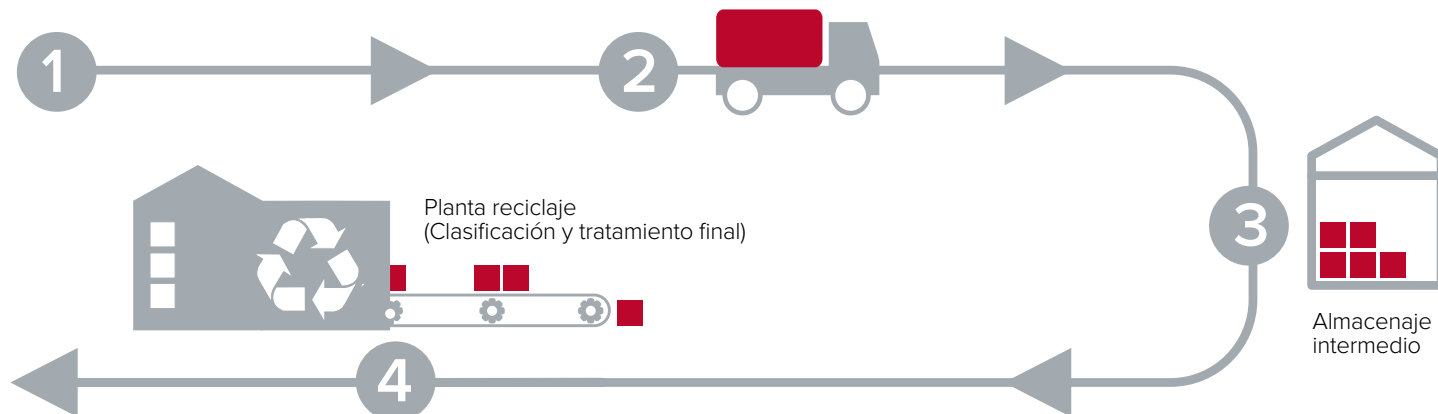 1
2
Planta reciclaje
(Clasificación y tratamiento final)
3
Almacenaje
intermedio
4